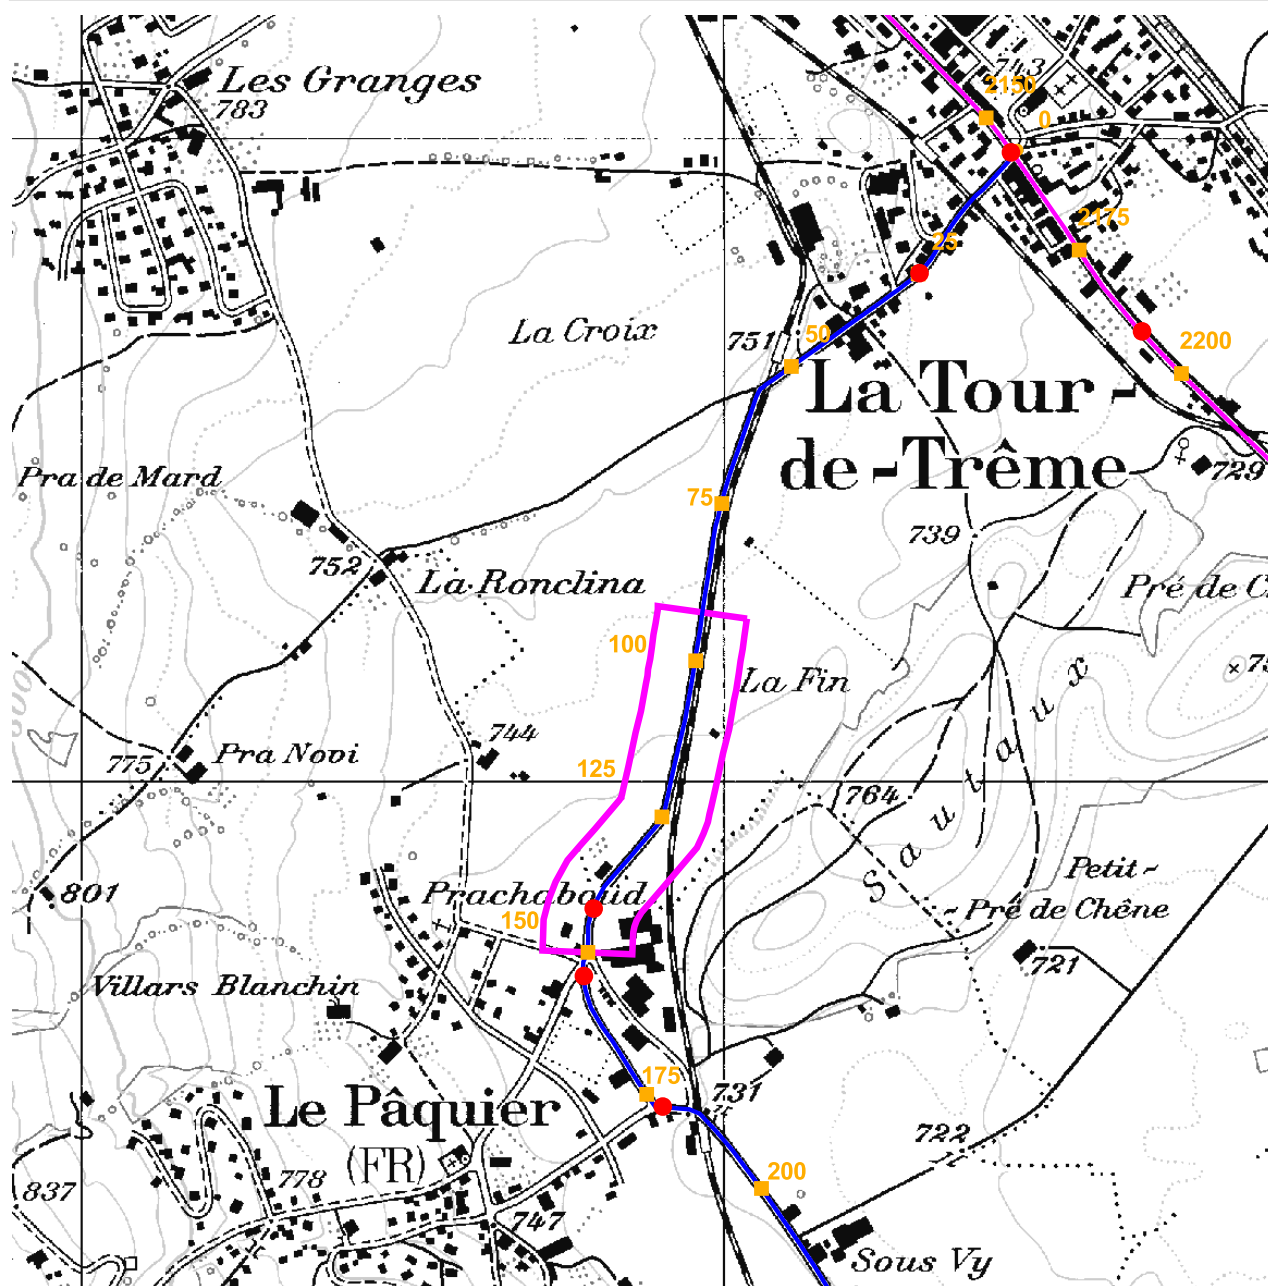 Les Granges
783
743
2150
0
2175
25
La Croix
751
50
2200
La Tour -
de - Trême
729
Pra de Mard
75
739
752
La Ronclina
Pré de C
100
La Fin
Sautaux
744
775
Pra Novi
125
764
801
Prachaboud
150
Petit -
- Pré de Chêne
721
Villars Blanchin
175
731
Le Pâquier
(FR)
722
778
200
837
747
Sous Vy